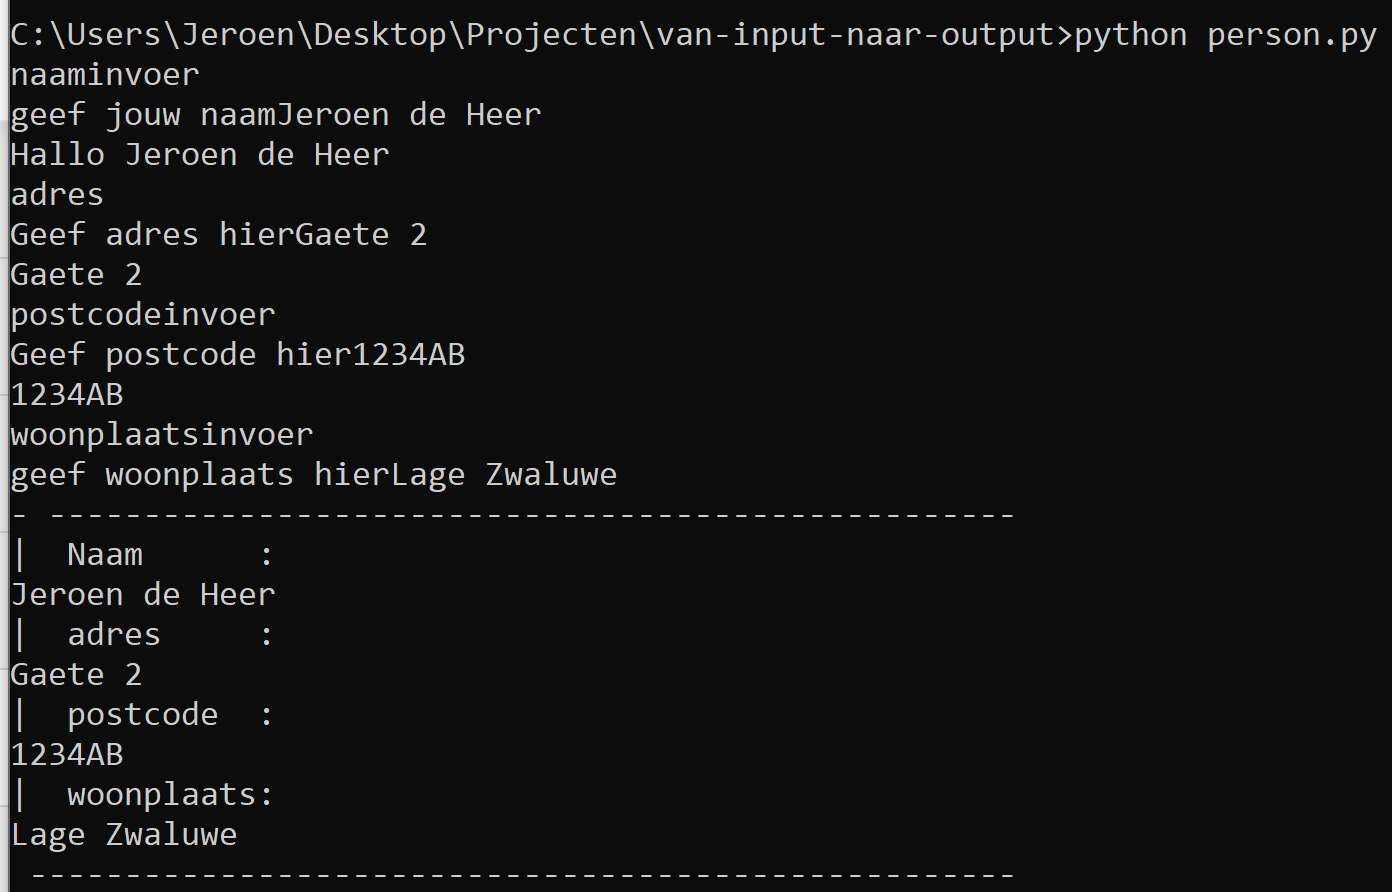 C:\Users\Jeroen\Desktop\Projecten\van-input-naar-output>python person.py
naaminvoer
geef jouw naamJeroen de Heer
Hallo Jeroen de Heer
adres
Geef adres hierGaete 2
Gaete 2
postcodeinvoer
Geef postcode hier1234AB
1234AB
woonplaatsinvoer
geef woonplaats hierLage Zwaluwe
- ---------------------------------------------------
|  Naam      :
Jeroen de Heer
|  adres     :
Gaete 2
|  postcode  :
1234AB
|  woonplaats:
Lage Zwaluwe
 ----------------------------------------------------